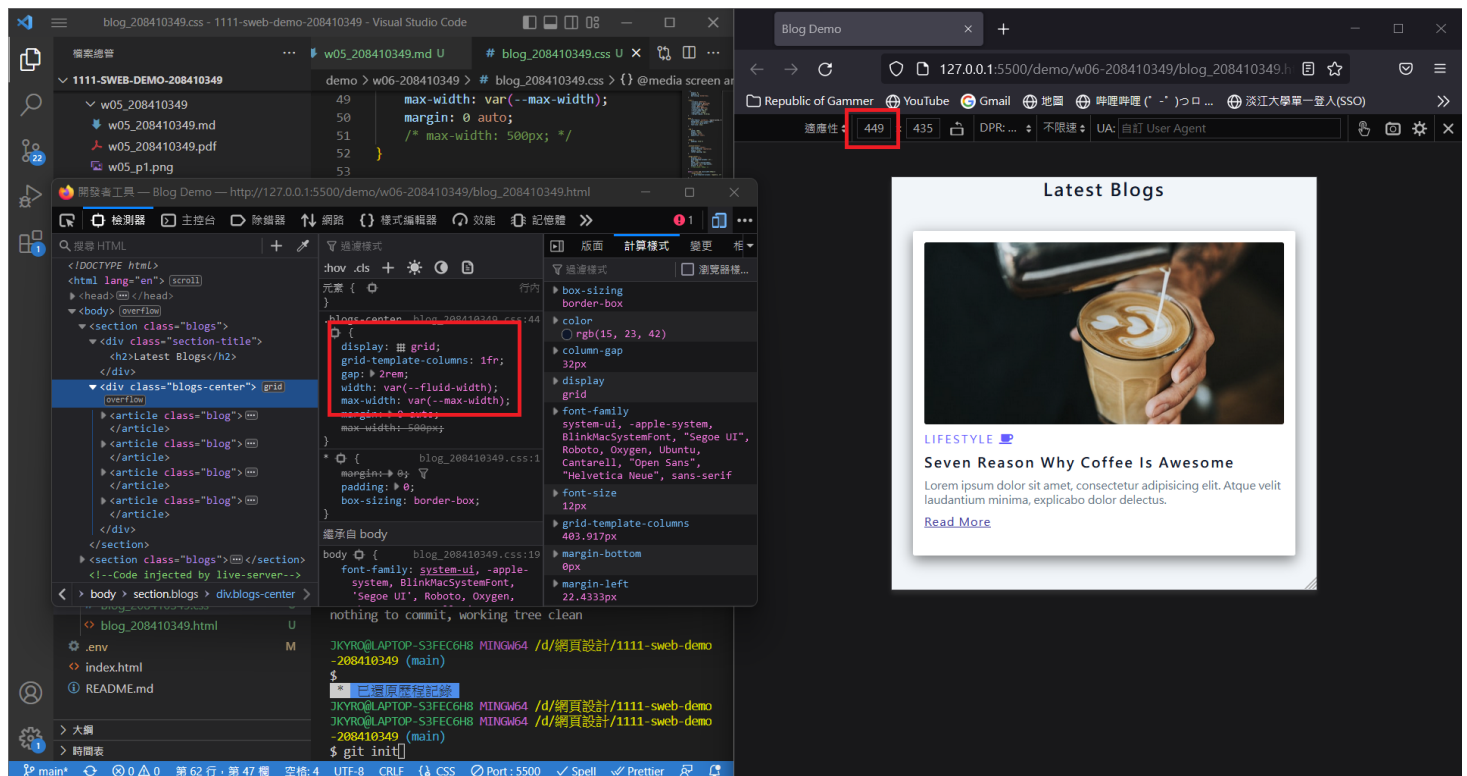 blog_208410349.css - 1111-sweb-demo-208410349 - Visual Studio Code
檔案總管
1111-SWEB-DEMO-208410349
w05_208410349
w05_208410349.md
w05_208410349.pdf
w05_p1.png
22
1
w05_208410349.md U
# blog_208410349.css U
demo > w06-208410349 > # blog_208410349.css > {} @media screen an
49 max-width: var(--max-width);
50 margin: 0 auto;
51 /* max-width: 500px; */
52 }
53
開發者工具 — Blog Demo — http://127.0.0.1:5500/demo/w06-208410349/blog_208410349.html
檢測器 主控台 除錯器 網路 {} 樣式編輯器 效能 記憶體 1
搜尋 HTML
<!DOCTYPE html>
<html lang="en"> scroll
<head> </head>
<body> overflow
<section class="blogs">
<div class="section-title">
<h2>Latest Blogs</h2>
</div>
<div class="blogs-center"> grid
overflow
<article class="blog">
</article>
<article class="blog">
</article>
<article class="blog">
</article>
<article class="blog">
</article>
</div>
</section>
<section class="blogs"> </section>
<!--Code injected by live-server-->
body > section.blogs > div.blogs-center
過濾樣式
:hov .cls
元素 { 行內
}
.blogs-center blog_208410349.css:44
{
display: grid;
grid-template-columns: 1fr;
gap: 2rem;
width: var(--fluid-width);
max-width: var(--max-width);
margin: 0 auto;
max-width: 500px;
}
* { blog_208410349.css:1
margin: 0;
padding: 0;
box-sizing: border-box;
}
繼承自 body
body { blog_208410349.css:19
font-family: system-ui, -apple-
system, BlinkMacSystemFont,
'Segoe UI', Roboto, Oxygen,
版面 計算樣式 變更 相
過濾樣式 瀏覽器樣...
box-sizing
border-box
color
rgb(15, 23, 42)
column-gap
32px
display
grid
font-family
system-ui, -apple-system,
BlinkMacSystemFont, "Segoe UI",
Roboto, Oxygen, Ubuntu,
Cantarell, "Open Sans",
"Helvetica Neue", sans-serif
font-size
12px
grid-template-columns
403.917px
margin-bottom
0px
margin-left
22.4333px
blog_208410349.css
blog_208410349.html U
.env M
index.html
README.md
大綱
時間表
1
nothing to commit, working tree clean
JKYRO@LAPTOP-S3FEC6H8 MINGW64 /d/網頁設計/1111-sweb-demo
-208410349 (main)
$
* 已還原歷程記錄
JKYRO@LAPTOP-S3FEC6H8 MINGW64 /d/網頁設計/1111-sweb-demo
JKYRO@LAPTOP-S3FEC6H8 MINGW64 /d/網頁設計/1111-sweb-demo
-208410349 (main)
$ git init
main* 0 0 第 62 行，第 47 欄 空格: 4 UTF-8 CRLF CSS Port : 5500 Spell Prettier
Blog Demo
127.0.0.1:5500/demo/w06-208410349/blog_208410349.h
Republic of Gammer YouTube Gmail 地圖 嗶哩嗶哩 (゜-゜)つロ ... 淡江大學單一登入(SSO)
適應性 449 435 DPR: ... 不限速 UA: 自訂 User Agent
Latest Blogs
LIFESTYLE
Seven Reason Why Coffee Is Awesome
Lorem ipsum dolor sit amet, consectetur adipisicing elit. Atque velit
laudantium minima, explicabo dolor delectus.
Read More